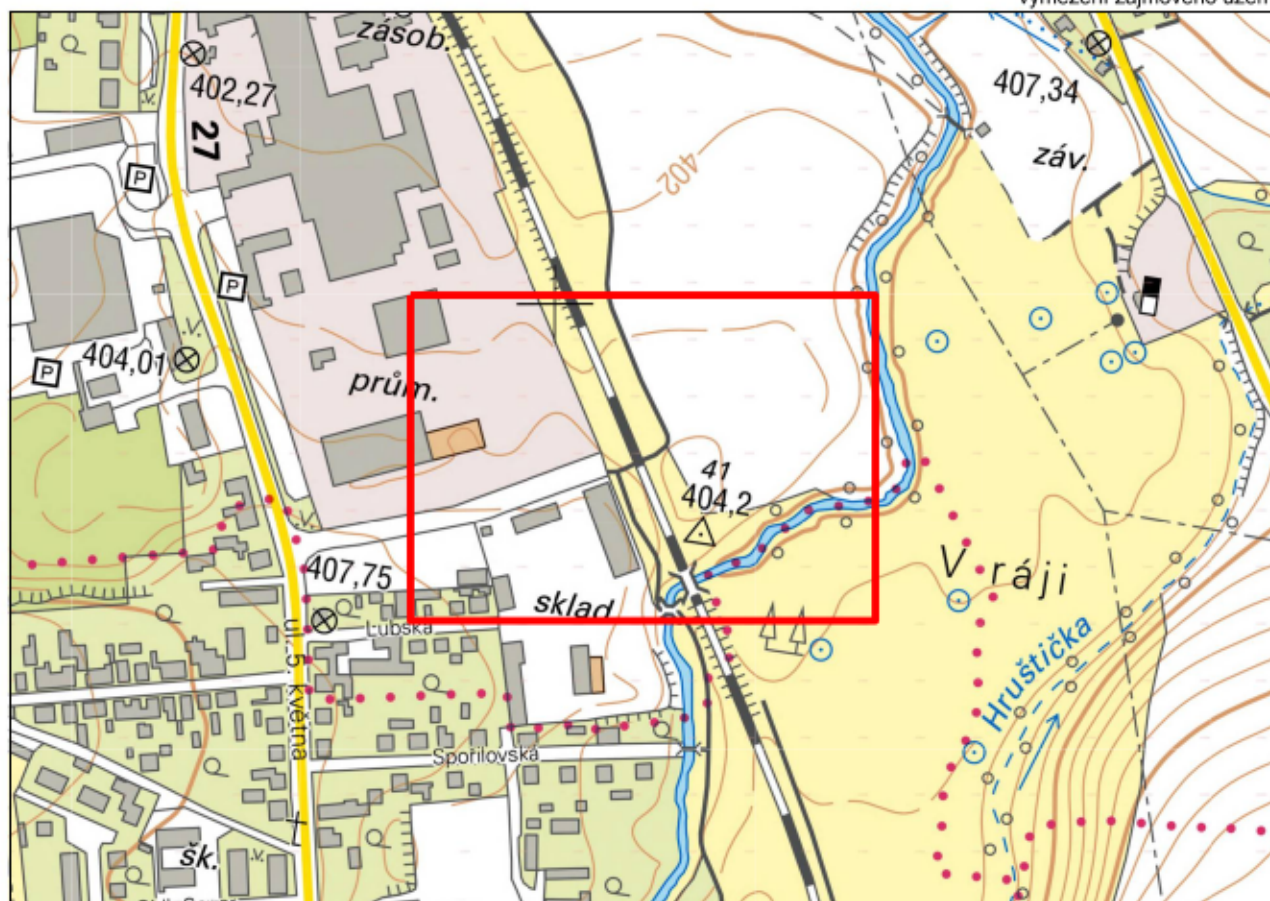 zásob.
402,27
407,34
27
P
402
záv.
P
.v.
404,01
P
prům.
41
404,2
407,75
V ráji
sklad
Lubská
ul. 5. května
Hruštička
Spořilovská
šk.